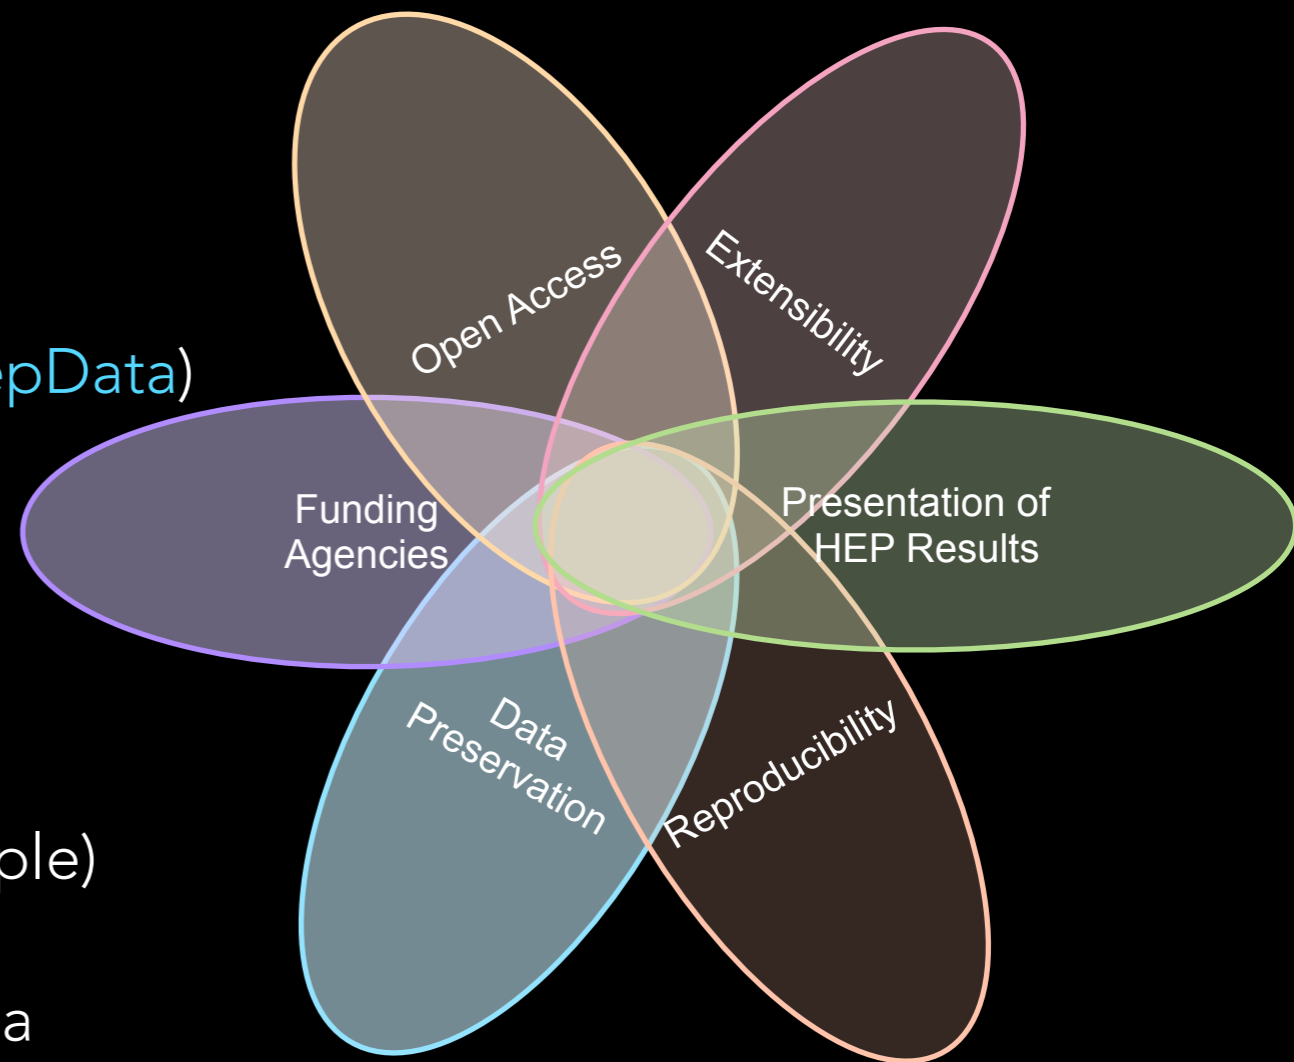 Open Access
Extensibility
epData)
Funding
Agencies
Presentation of
HEP Results
Data
Preservation
Reproducibility
ple)
a